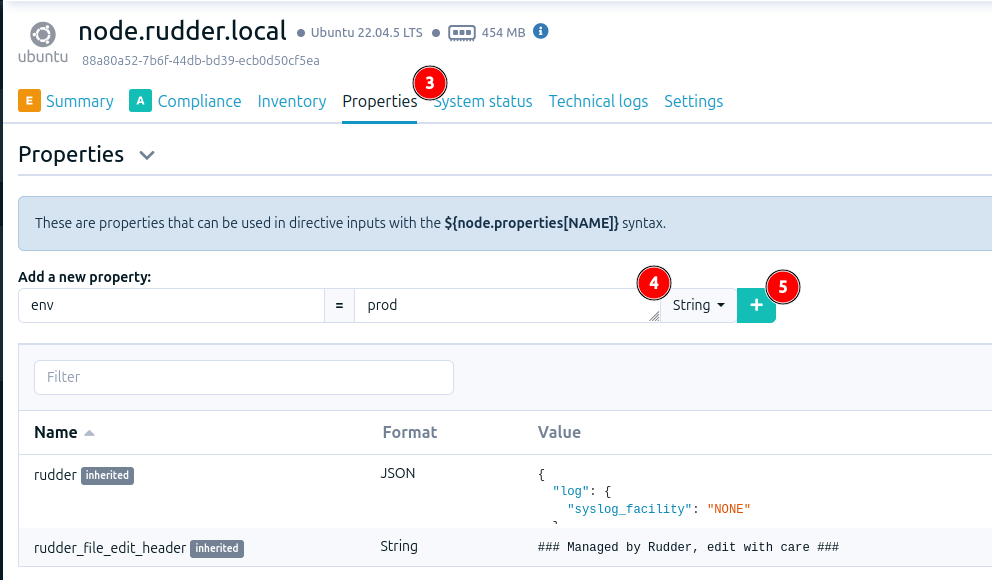 node.rudder.local Ubuntu 22.04.5 LTS 454 MB i
ubuntu 88a80a52-7b6f-44db-bd39-ecb0d50cf5ea
3
E Summary A Compliance Inventory Properties System status Technical logs Settings
Properties
These are properties that can be used in directive inputs with the ${node.properties[NAME]} syntax.
Add a new property:
4 5
env = prod String +
Filter
Name Format Value
rudder inherited JSON {
"log": {
"syslog_facility": "NONE"
rudder_file_edit_header inherited String ### Managed by Rudder, edit with care ###